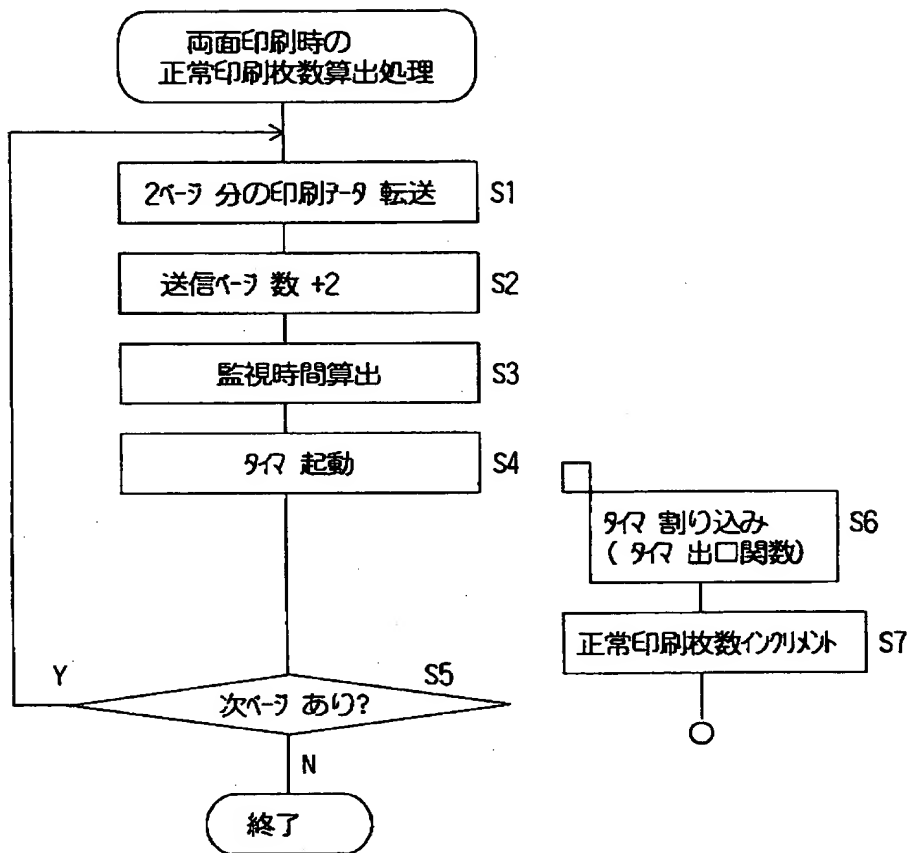 両面印刷時の
正常印刷枚数算出処理
2ページ 分の印刷データ 転送 S1
送信ページ 数 +2 S2
監視時間算出 S3
タイマ 起動 S4
タイマ 割り込み
( タイマ 出口関数) S6
正常印刷枚数インクリメント S7
Y S5
次ページ あり?
N
終了